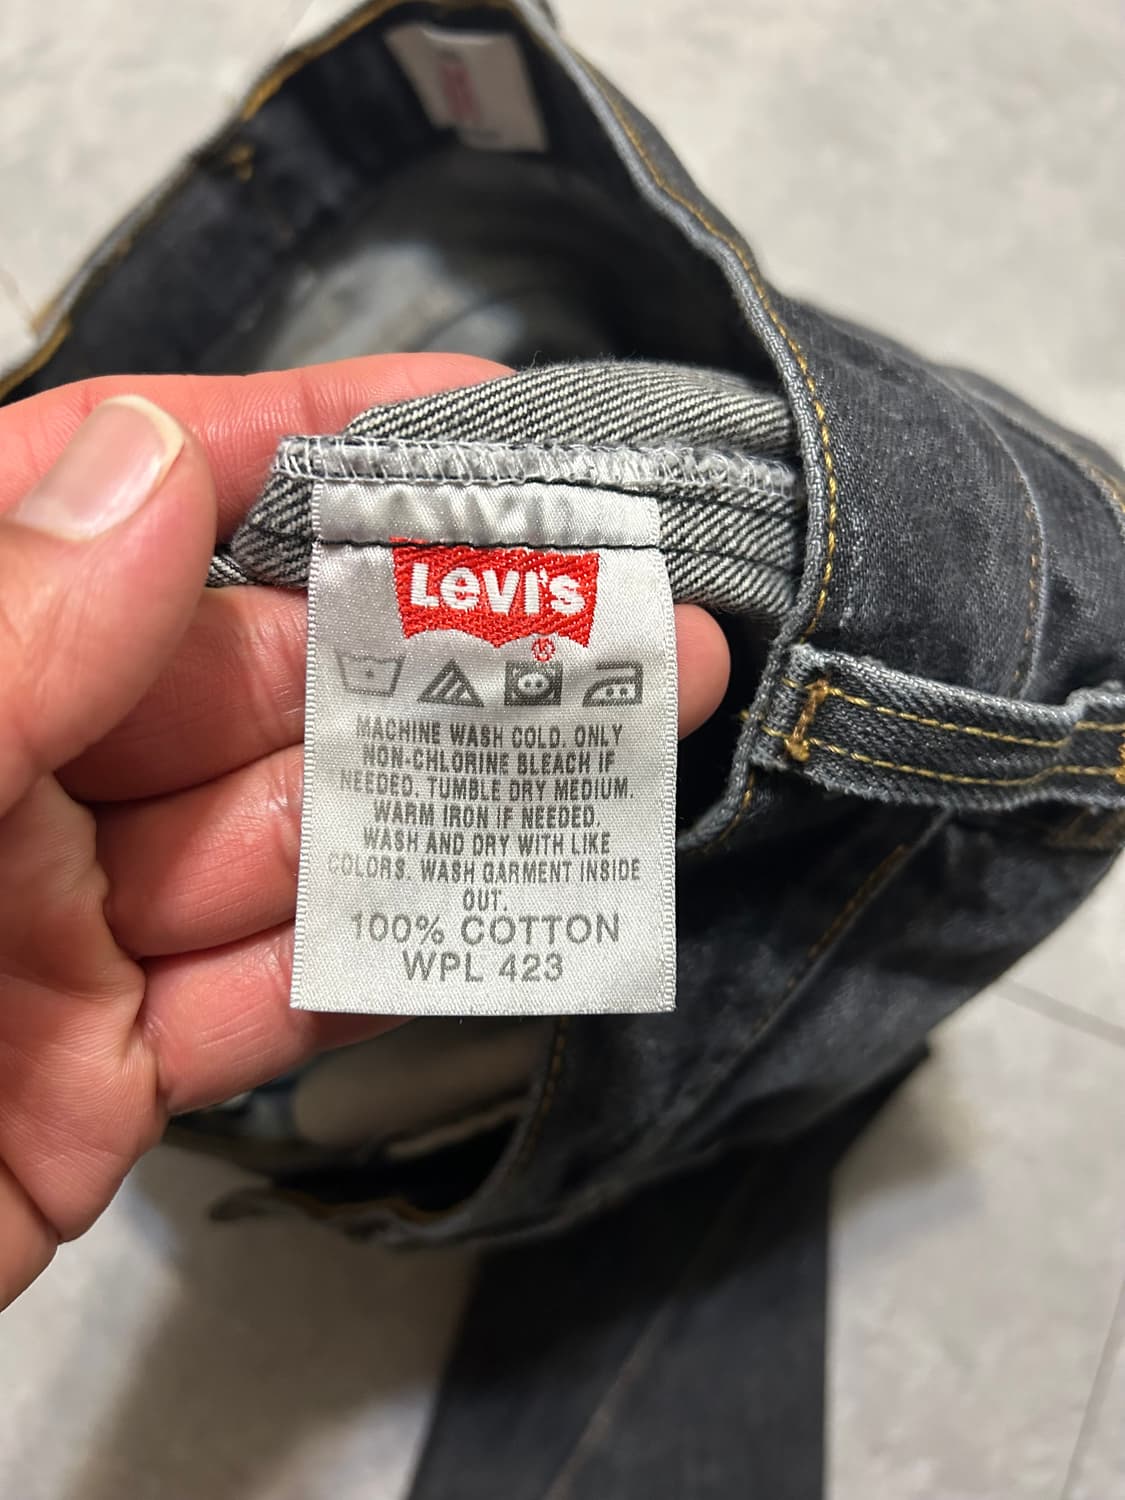 Levi's
®
MACHINE WASH COLD. ONLY
NON-CHLORINE BLEACH IF
NEEDED. TUMBLE DRY MEDIUM.
WARM IRON IF NEEDED.
WASH AND DRY WITH LIKE
COLORS. WASH GARMENT INSIDE
OUT.
100% COTTON
WPL 423